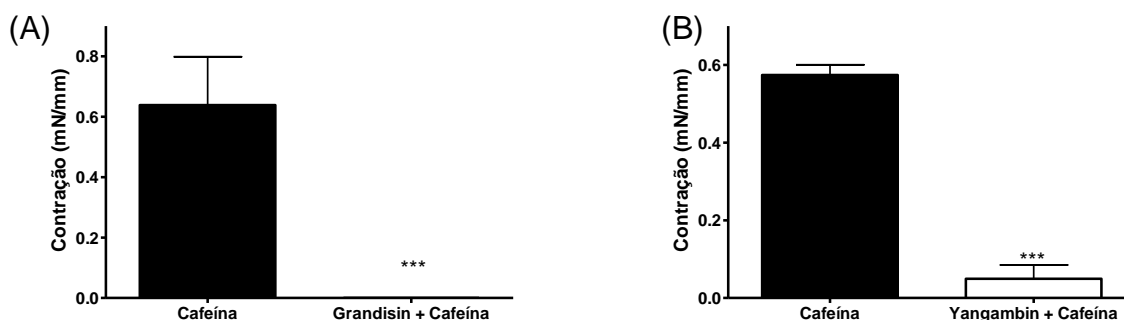 (A)
Contração (mN/mm)
0.8
0.6
0.4
0.2
0.0
***
Cafeína
Grandisin + Cafeína
(B)
Contração (mN/mm)
0.6
0.4
0.2
0.0
***
Cafeína
Yangambin + Cafeína